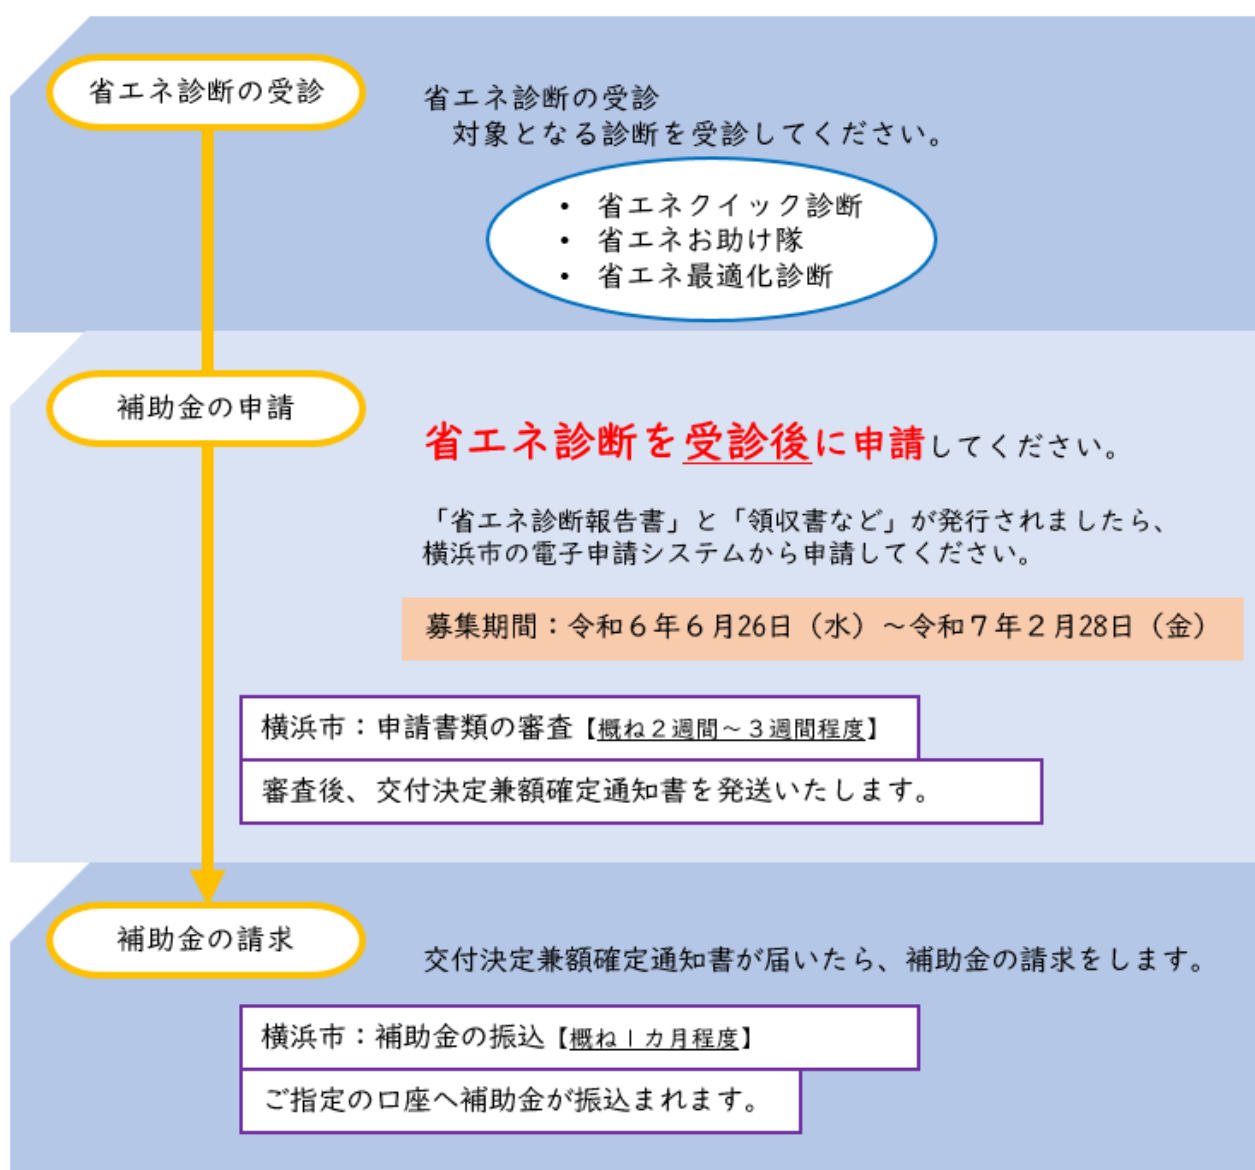 省エネ診断の受診
省エネ診断の受診
対象となる診断を受診してください。
• 省エネクイック診断
• 省エネお助け隊
• 省エネ最適化診断
補助金の申請
省エネ診断を受診後に申請してください。
「省エネ診断報告書」と「領収書など」が発行されましたら、
横浜市の電子申請システムから申請してください。
募集期間：令和６年６月26日（水）～令和７年２月28日（金）
横浜市：申請書類の審査【概ね２週間～３週間程度】
審査後、交付決定兼額確定通知書を発送いたします。
補助金の請求
交付決定兼額確定通知書が届いたら、補助金の請求をします。
横浜市：補助金の振込【概ね１カ月程度】
ご指定の口座へ補助金が振込まれます。